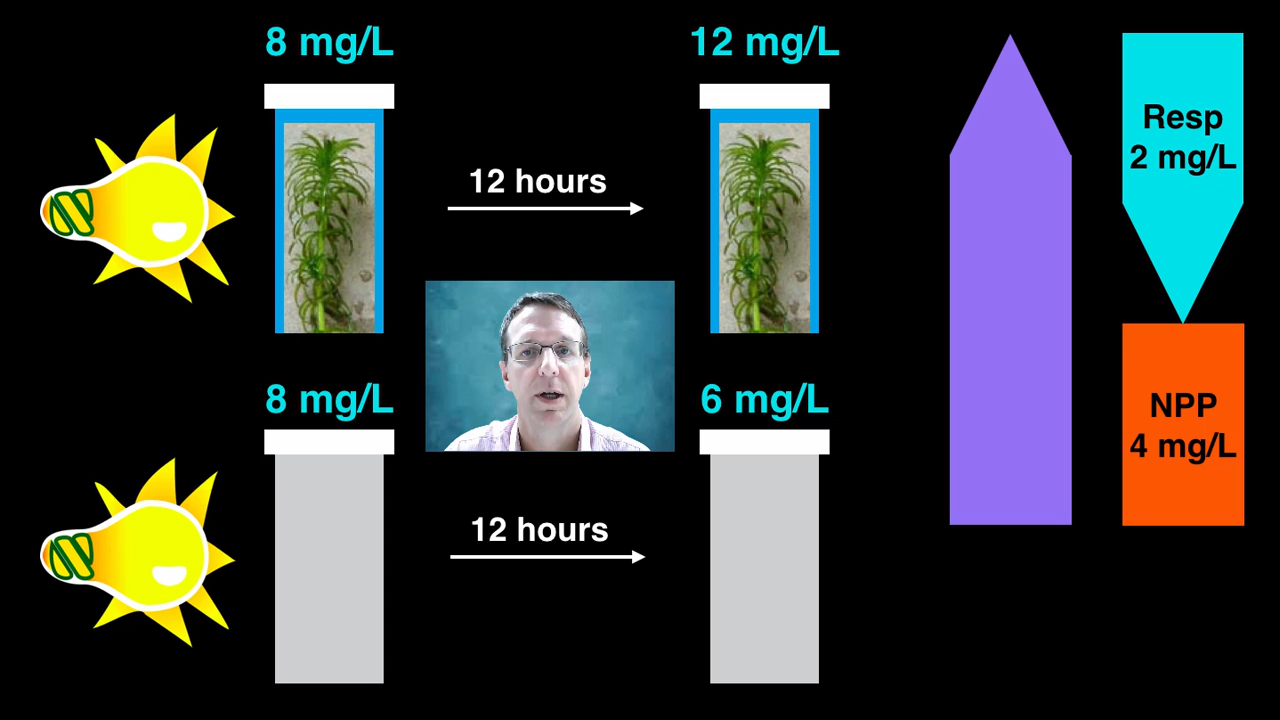 8 mg/L
12 mg/L
12 hours
Resp
2 mg/L
8 mg/L
6 mg/L
NPP
4 mg/L
12 hours